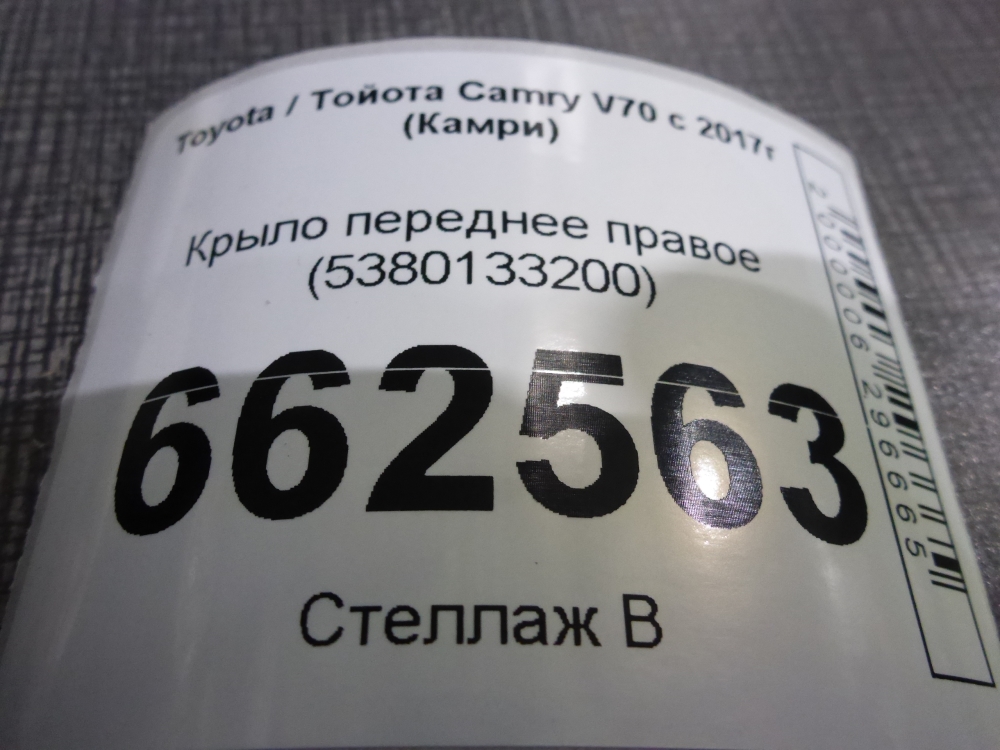 Toyota / Тойота Camry V70 с 2017г
(Камри)
Крыло переднее правое
(5380133200)
662563
Стеллаж В
2000006296665